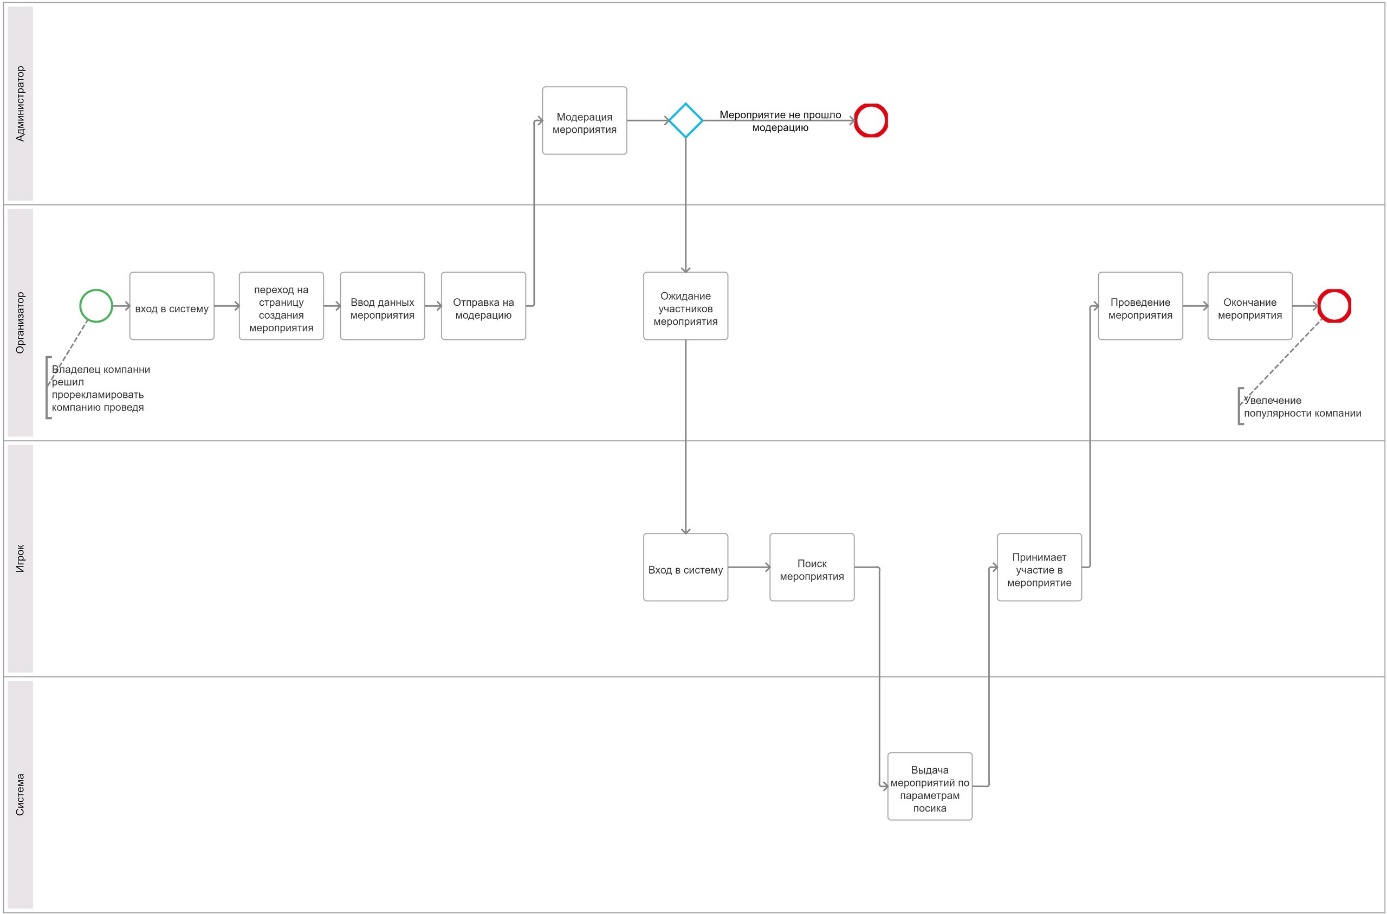 Администратор
Модерация
мероприятия
Мероприятие не прошло
модерацию
Организатор
вход в систему
переход на
страницу
создания
мероприятия
Ввод данных
мероприятия
Отправка на
модерацию
Ожидание
участников
мероприятия
Проведение
мероприятия
Окончание
мероприятия
Владелец компании
решил
прорекламировать
компанию проведя
Увелечение
популярности компании
Игрок
Вход в систему
Поиск
мероприятия
Принимает
участие в
мероприятие
Система
Выдача
мероприятий по
параметрам
посика